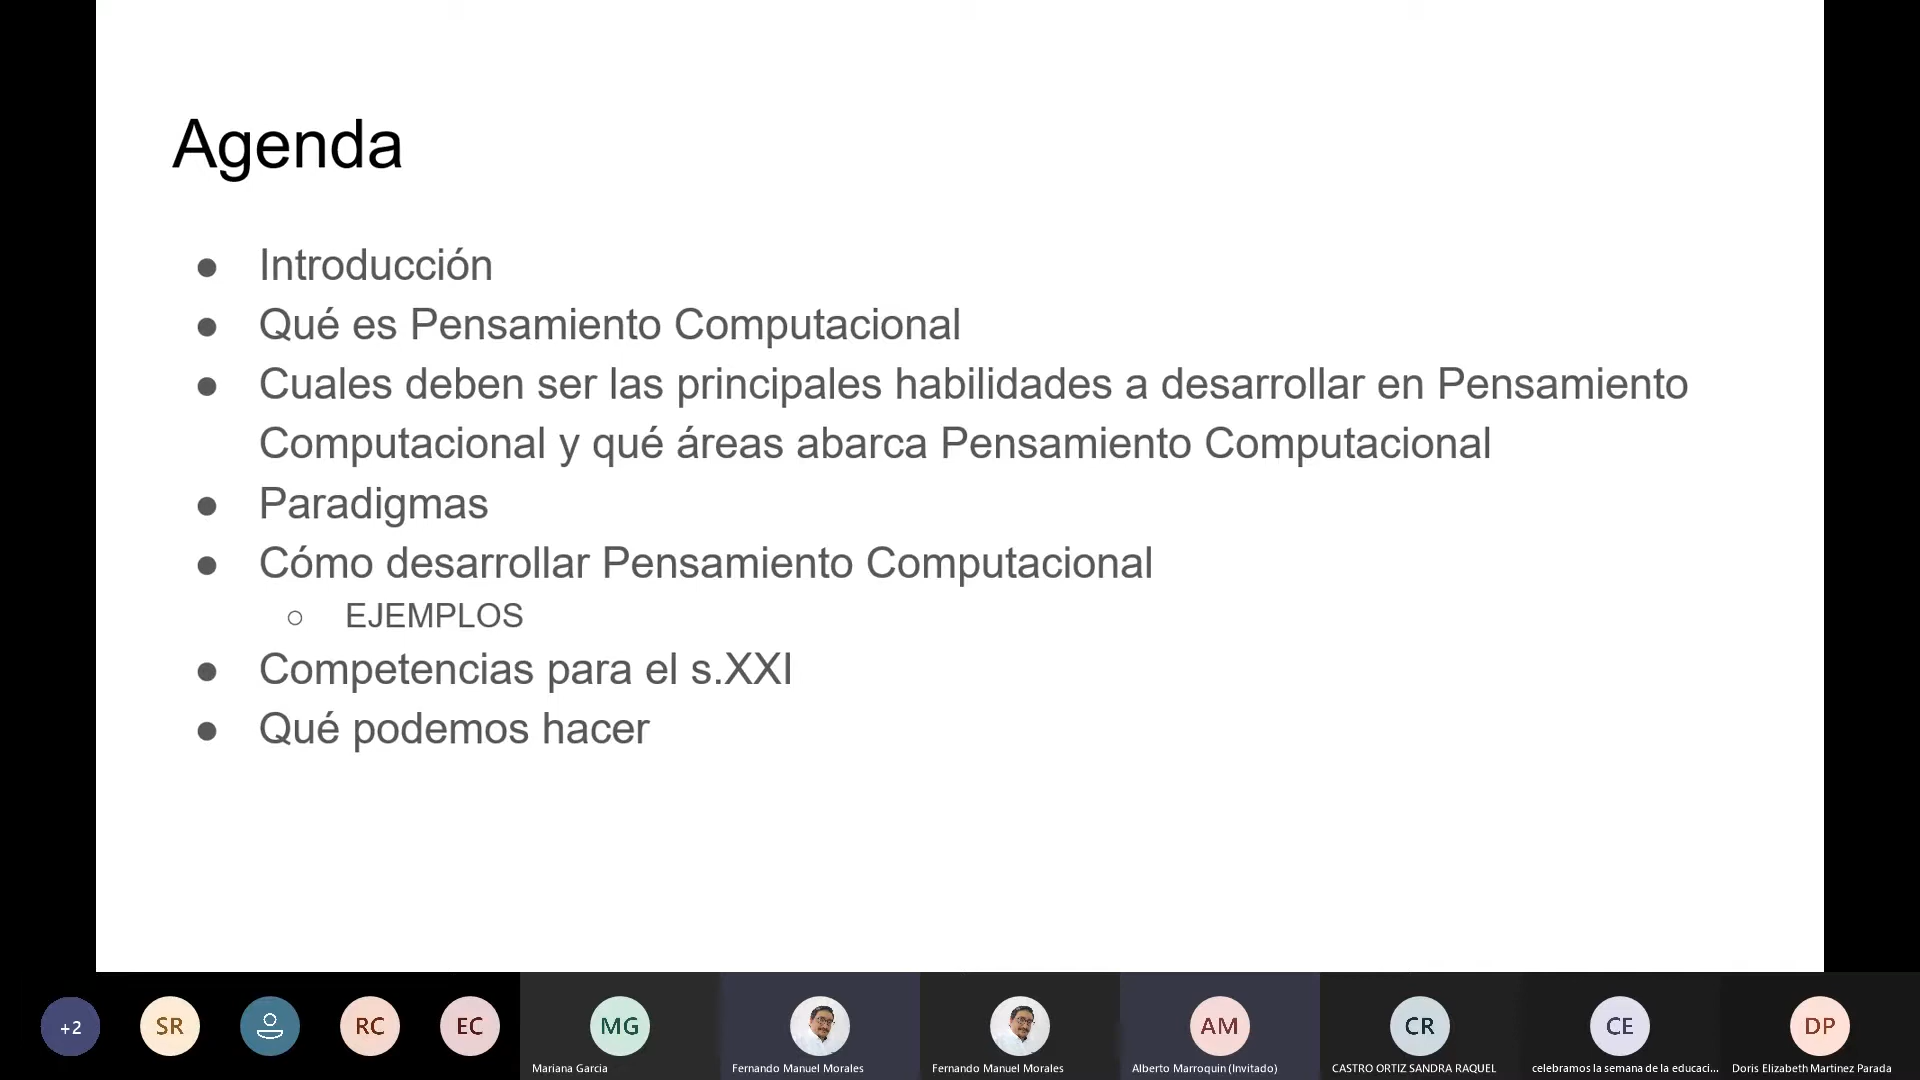 Agenda
● Introducción
● Qué es Pensamiento Computacional
● Cuales deben ser las principales habilidades a desarrollar en Pensamiento
Computacional y qué áreas abarca Pensamiento Computacional
● Paradigmas
● Cómo desarrollar Pensamiento Computacional
○ EJEMPLOS
● Competencias para el s.XXI
● Qué podemos hacer
+2
SR
RC
EC
MG
AM
CR
CE
DP
Mariana Garcia
Fernando Manuel Morales
Fernando Manuel Morales
Alberto Marroquin (Invitado)
CASTRO ORTIZ SANDRA RAQUEL
celebramos la semana de la educaci...
Doris Elizabeth Martinez Parada